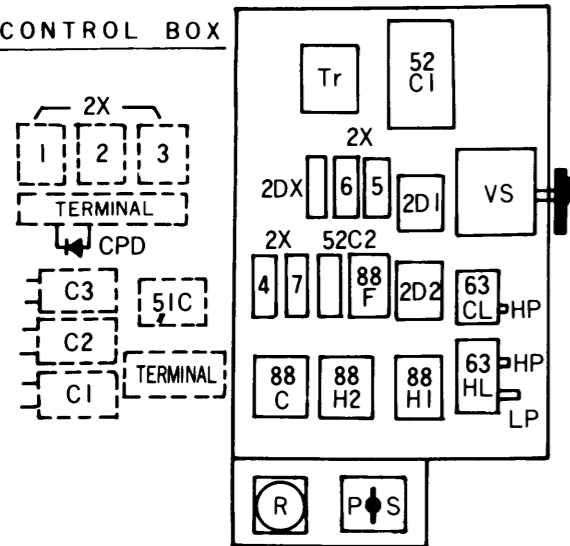 CONTROL BOX
Tr
52
C1
2X
1 2 3
2X
TERMINAL
2DX 6 5 2D1 VS
CPD
2X 52C2
4 7 88
F 2D2 63
CL HP
C3
51C
C2
TERMINAL
C1
88
C 88
H2 88
H1 63
HL HP
LP
R P S